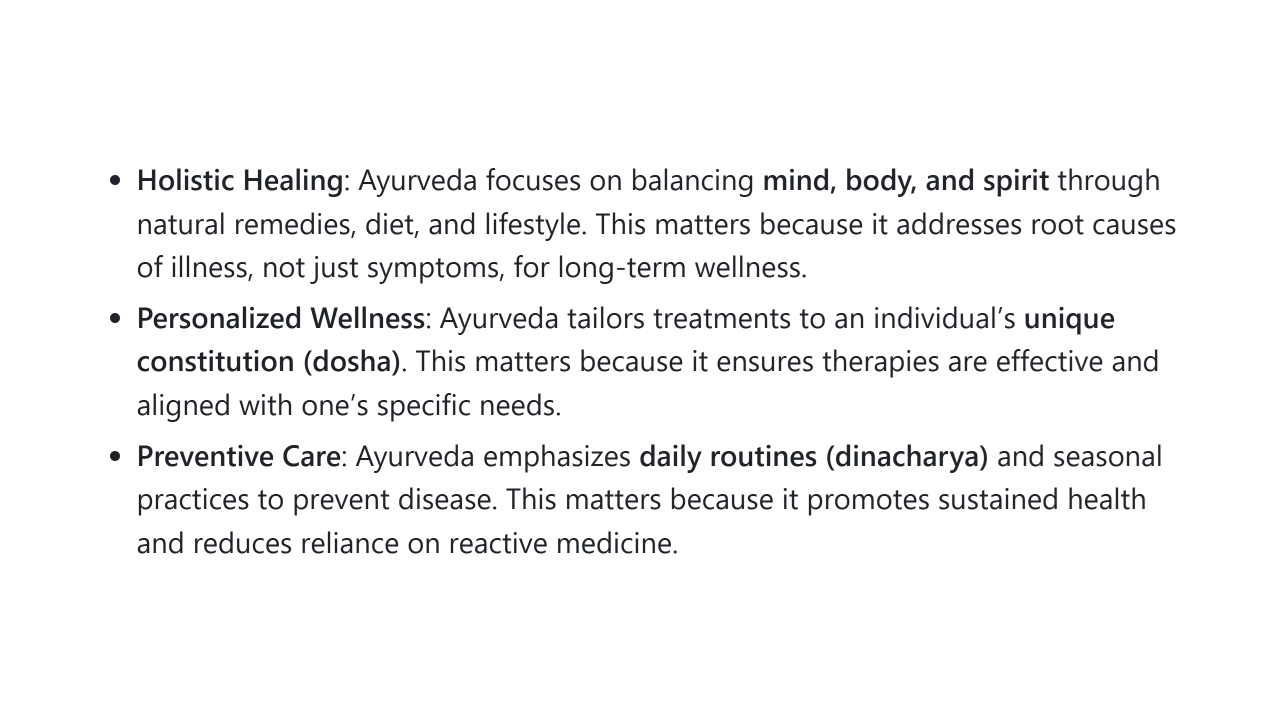 • Holistic Healing: Ayurveda focuses on balancing mind, body, and spirit through
natural remedies, diet, and lifestyle. This matters because it addresses root causes
of illness, not just symptoms, for long-term wellness.
• Personalized Wellness: Ayurveda tailors treatments to an individual’s unique
constitution (dosha). This matters because it ensures therapies are effective and
aligned with one’s specific needs.
• Preventive Care: Ayurveda emphasizes daily routines (dinacharya) and seasonal
practices to prevent disease. This matters because it promotes sustained health
and reduces reliance on reactive medicine.